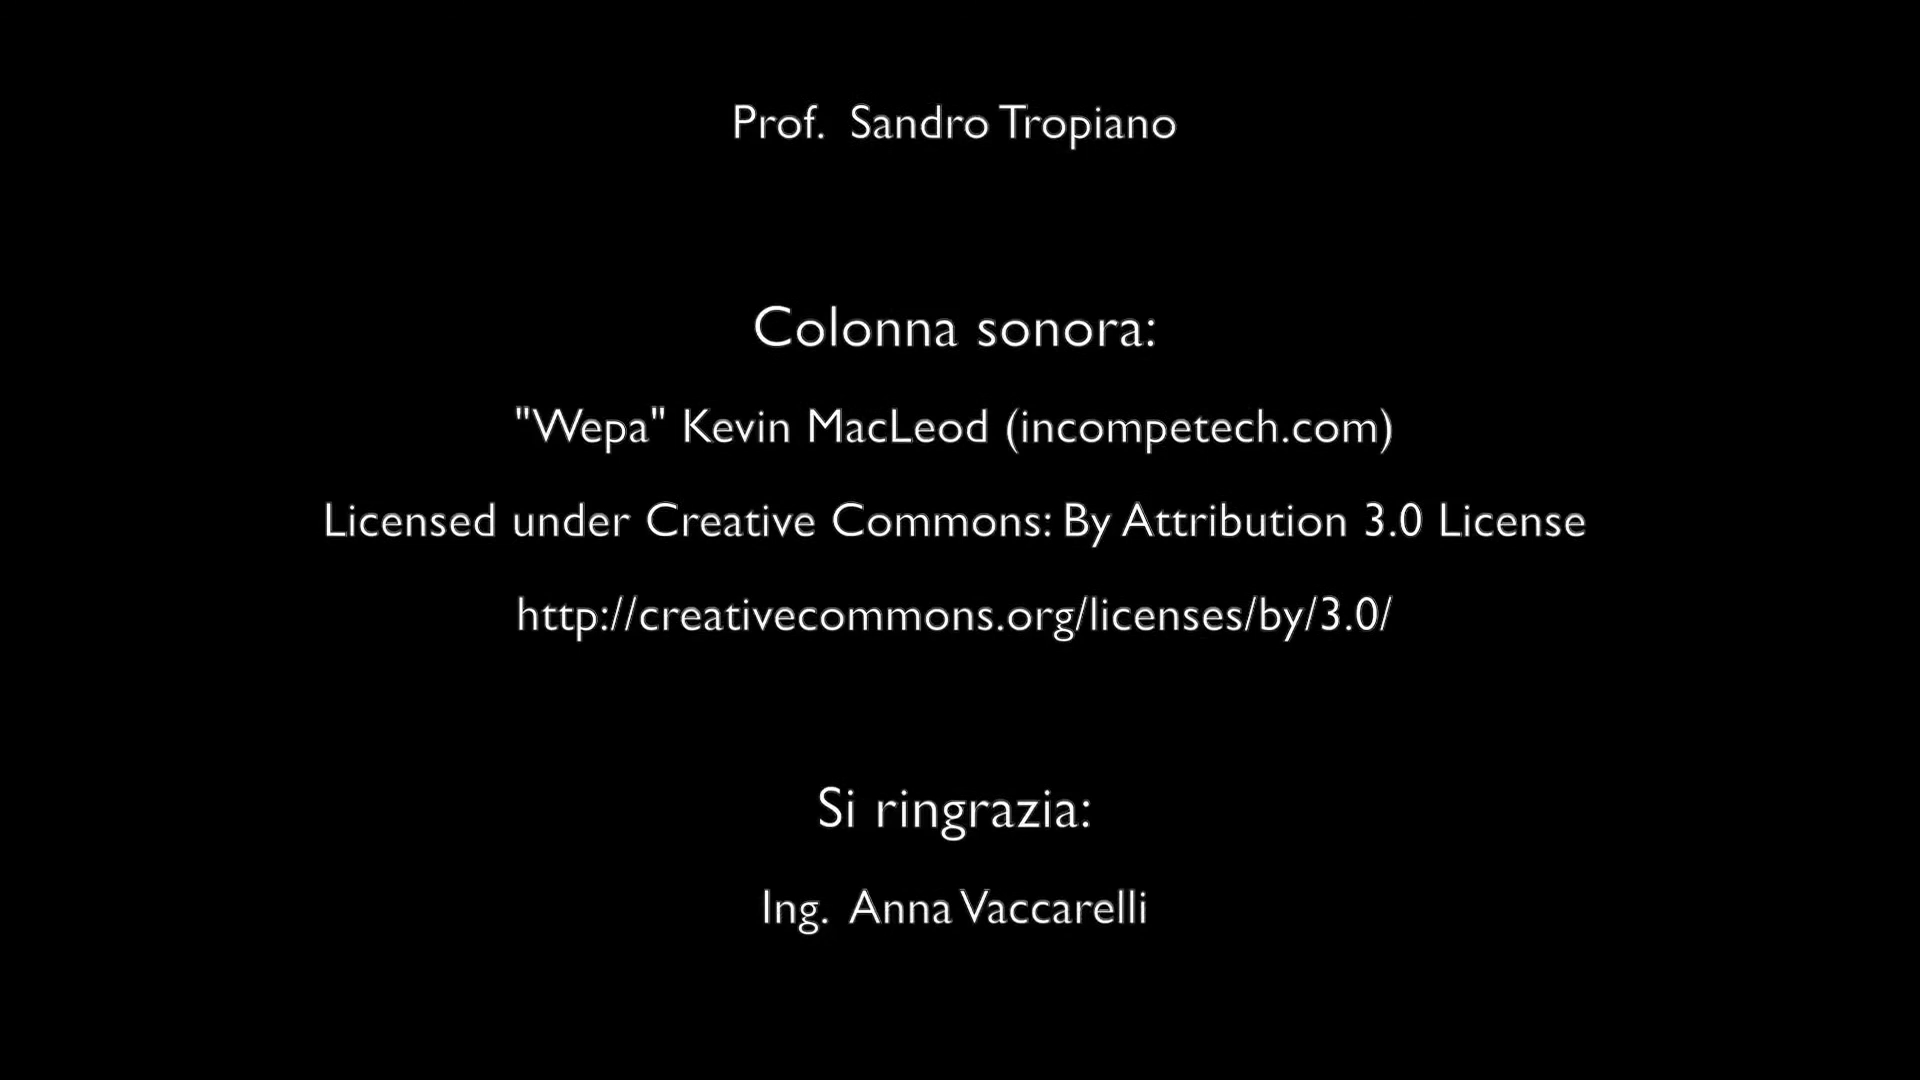 Prof. Sandro Tropiano
Colonna sonora:
"Wepa" Kevin MacLeod (incompetech.com)
Licensed under Creative Commons: By Attribution 3.0 License
http://creativecommons.org/licenses/by/3.0/
Si ringrazia:
Ing. Anna Vaccarelli